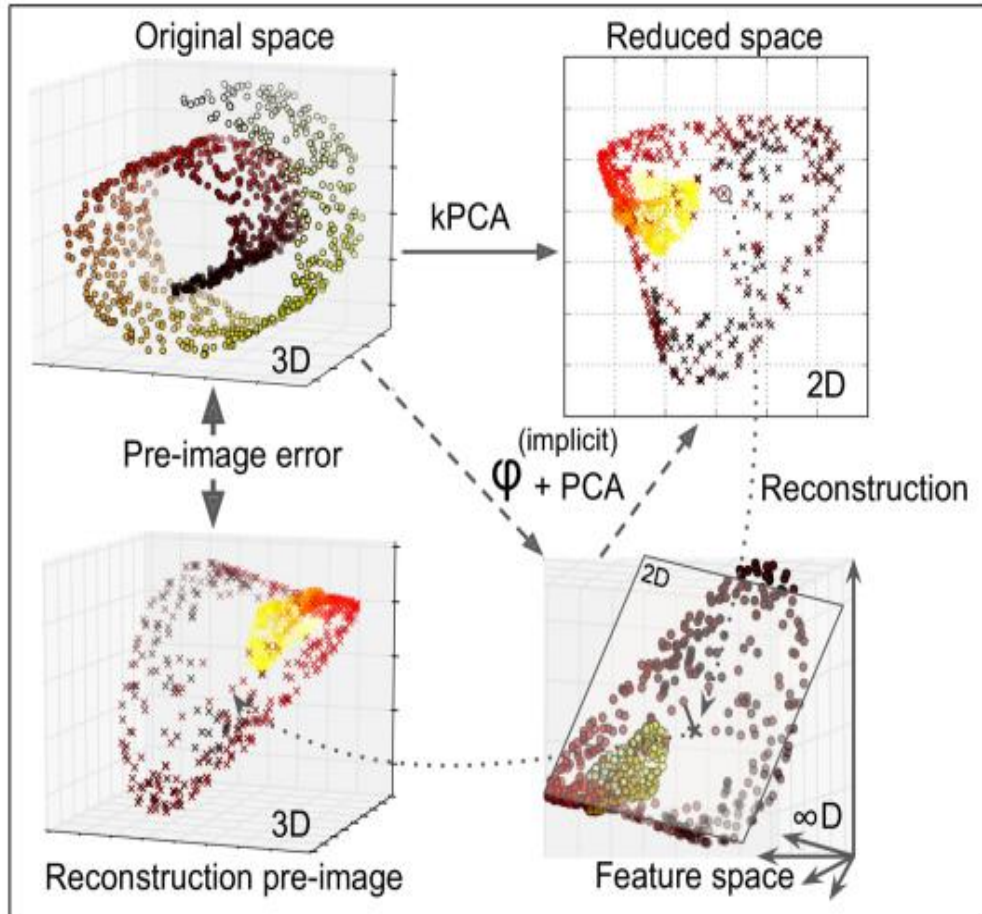 Original space
Reduced space
kPCA
3D
2D
(implicit)
φ + PCA
Pre-image error
Reconstruction
2D
3D
∞D
Reconstruction pre-image
Feature space